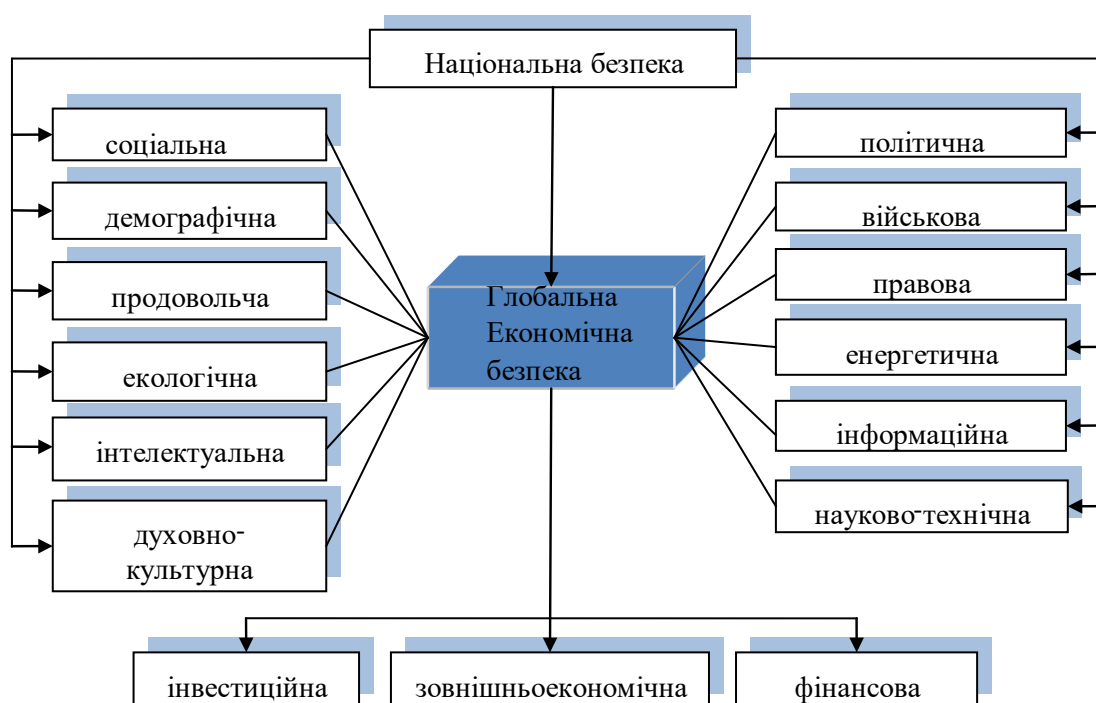 Національна безпека
соціальна
демографічна
продовольча
екологічна
інтелектуальна
духовно-
культурна
Глобальна
Економічна
безпека
політична
військова
правова
енергетична
інформаційна
науково-технічна
інвестиційна
зовнішньоекономічна
фінансова